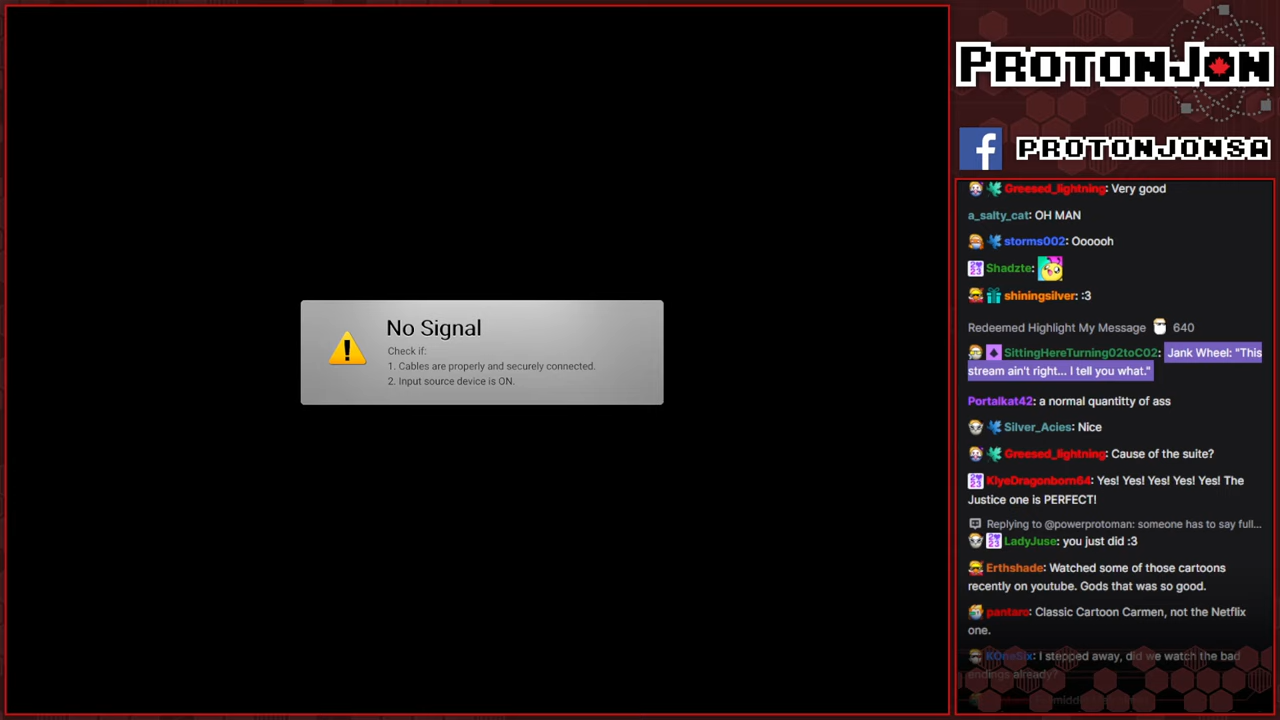 No Signal
Check if:
1. Cables are properly and securely connected.
2. Input source device is ON.
PROTONJON
PROTONJONSA
Greesed_lightning: Very good
a_salty_cat: OH MAN
storms002: Oooooh
Shadzte:
shiningsilver: :3
Redeemed Highlight My Message 640
SittingHereTurning02toC02: Jank Wheel: "This
stream ain't right... I tell you what."
Portalkat42: a normal quantitty of ass
Silver_Acies: Nice
Greesed_lightning: Cause of the suite?
KlyeDragonborn64: Yes! Yes! Yes! Yes! Yes! The
Justice one is PERFECT!
Replying to @powerprotoman: someone has to say full...
LadyJuse: you just did :3
Erthshade: Watched some of those cartoons
recently on youtube. Gods that was so good.
pantaro: Classic Cartoon Carmen, not the Netflix
one.
KOneSix: I stepped away, did we watch the bad
endings already?